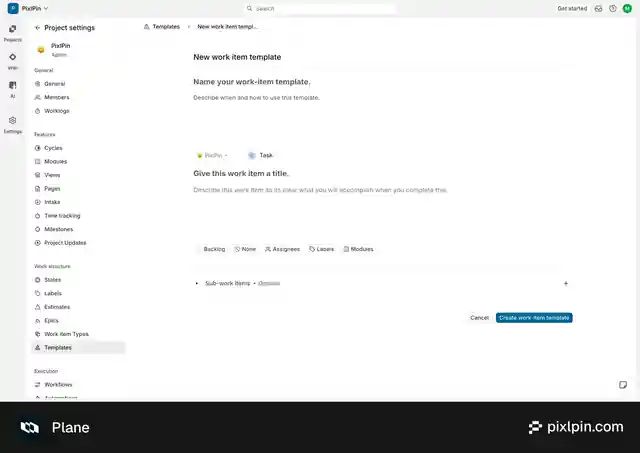 PixlPin
Search
Get started
M
Projects
Wiki
AI
Settings
Project settings
PixlPin
Admin
General
General
Members
Worklogs
Features
Cycles
Modules
Views
Pages
Intake
Time tracking
Milestones
Project Updates
Work structure
States
Labels
Estimates
Epics
Work item Types
Templates
Execution
Workflows
Automations
Templates > New work item templ...
New work item template
Name your work-item template.
Describe when and how to use this template.
PixlPin Task
Give this work item a title.
Describe this work item so its clear what you will accomplish when you complete this.
Backlog None Assignees Labels Modules
Sub-work items •
Cancel Create work-item template
Plane
pixlpin.com